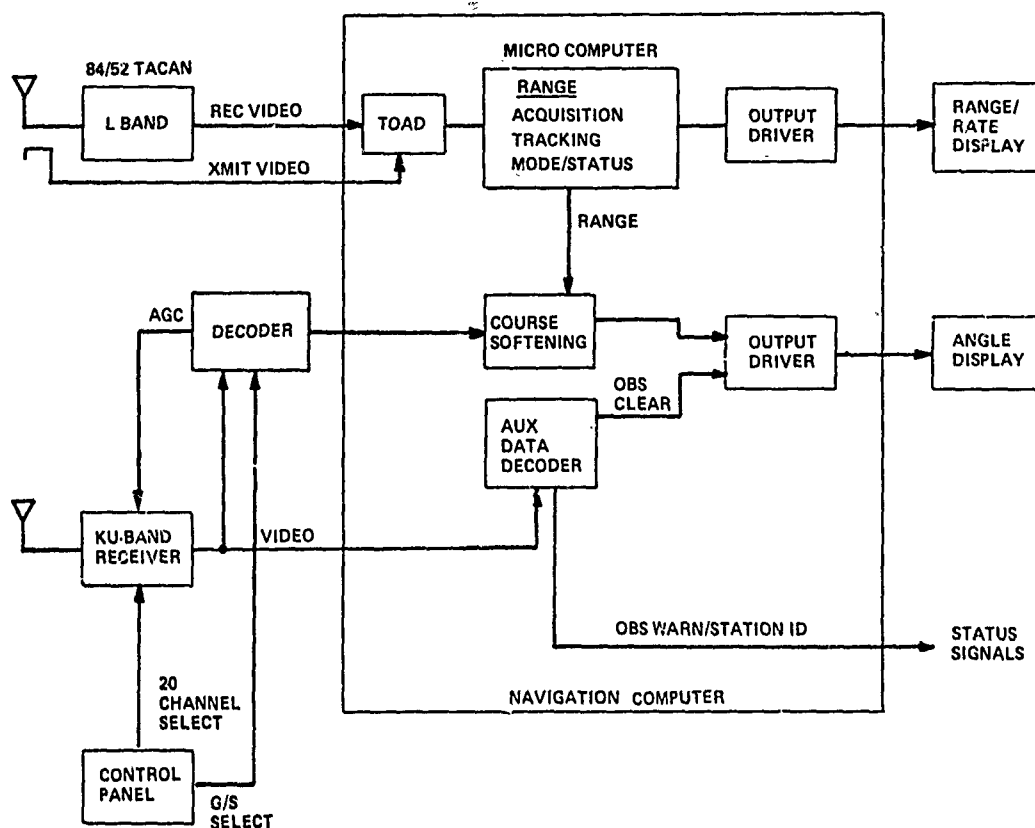 MICRO COMPUTER
84/52 TACAN
L BAND
REC VIDEO
XMIT VIDEO
TOAD
RANGE
ACQUISITION
TRACKING
MODE/STATUS
OUTPUT
DRIVER
RANGE/
RATE
DISPLAY
RANGE
AGC
DECODER
COURSE
SOFTENING
OUTPUT
DRIVER
ANGLE
DISPLAY
OBS
CLEAR
AUX
DATA
DECODER
KU-BAND
RECEIVER
VIDEO
OBS WARN/STATION ID
STATUS
SIGNALS
20
CHANNEL
SELECT
NAVIGATION COMPUTER
CONTROL
PANEL
G/S
SELECT